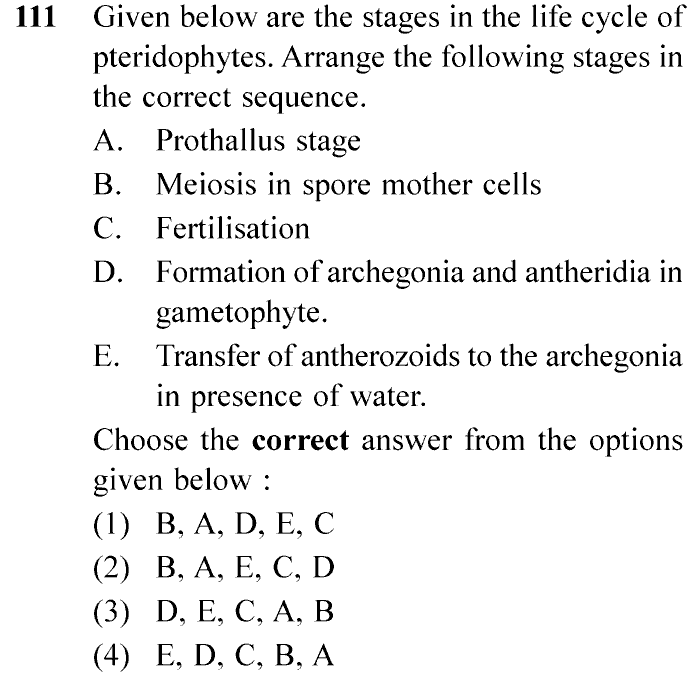 111 Given below are the stages in the life cycle of
pteridophytes. Arrange the following stages in
the correct sequence.
A. Prothallus stage
B. Meiosis in spore mother cells
C. Fertilisation
D. Formation of archegonia and antheridia in
gametophyte.
E. Transfer of antherozoids to the archegonia
in presence of water.
Choose the correct answer from the options
given below :
(1) B, A, D, E, C
(2) B, A, E, C, D
(3) D, E, C, A, B
(4) E, D, C, B, A